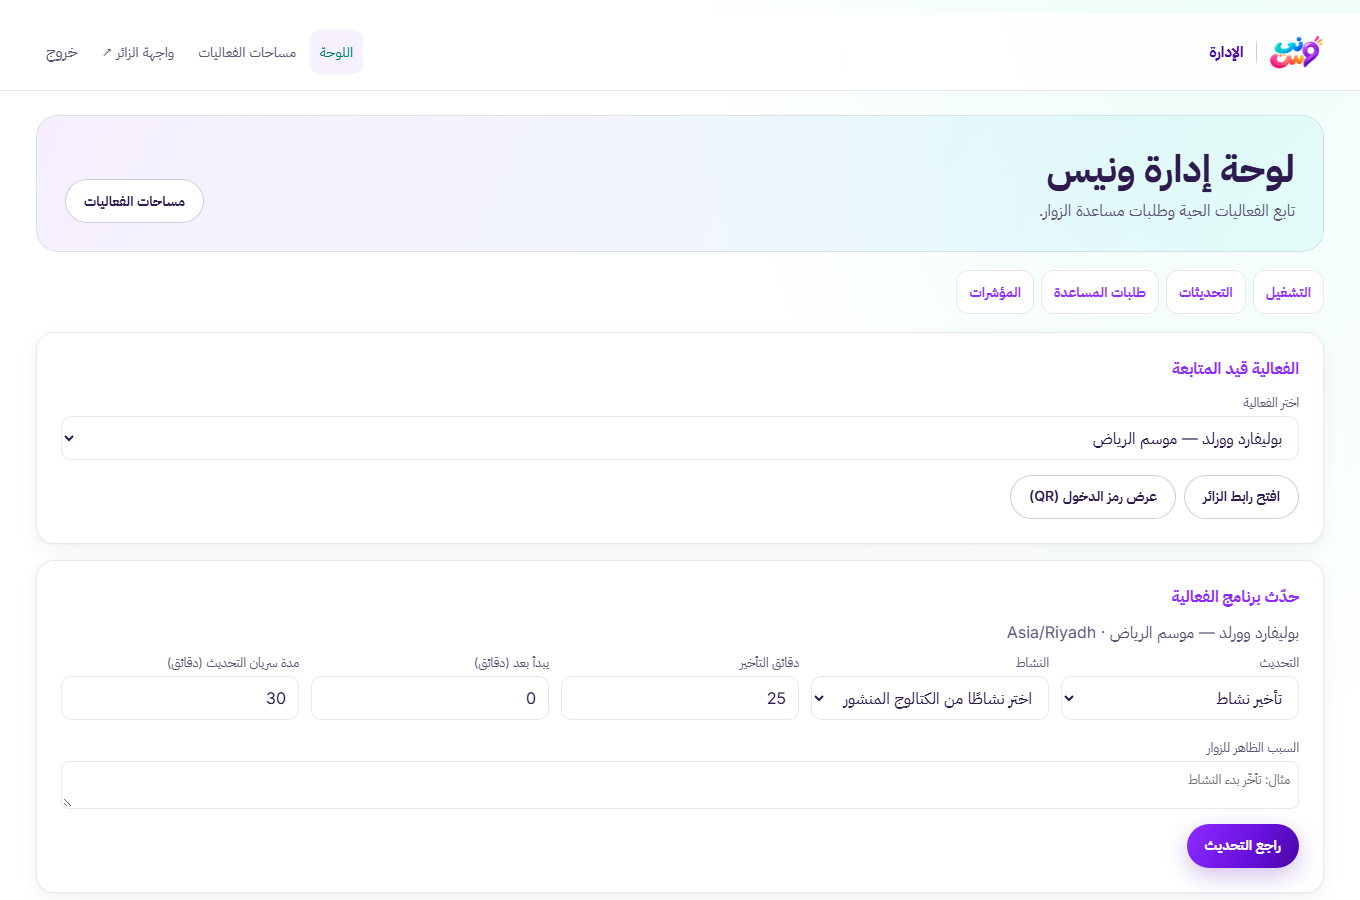 ونيس
الإدارة
اللوحة
مساحات الفعاليات
واجهة الزائر ↗
خروج
لوحة إدارة ونيس
تابع الفعاليات الحية وطلبات مساعدة الزوار.
مساحات الفعاليات
التشغيل
التحديثات
طلبات المساعدة
المؤشرات
الفعالية قيد المتابعة
اختر الفعالية
بوليفارد وورلد — موسم الرياض
افتح رابط الزائر
عرض رمز الدخول (QR)
حدّث برنامج الفعالية
بوليفارد وورلد — موسم الرياض · Asia/Riyadh
التحديث
النشاط
دقائق التأخير
يبدأ بعد (دقائق)
مدة سريان التحديث (دقائق)
تأخير نشاط
اختر نشاطًا من الكتالوج المنشور
25
0
30
السبب الظاهر للزوار
مثال: تأخّر بدء النشاط
راجع التحديث